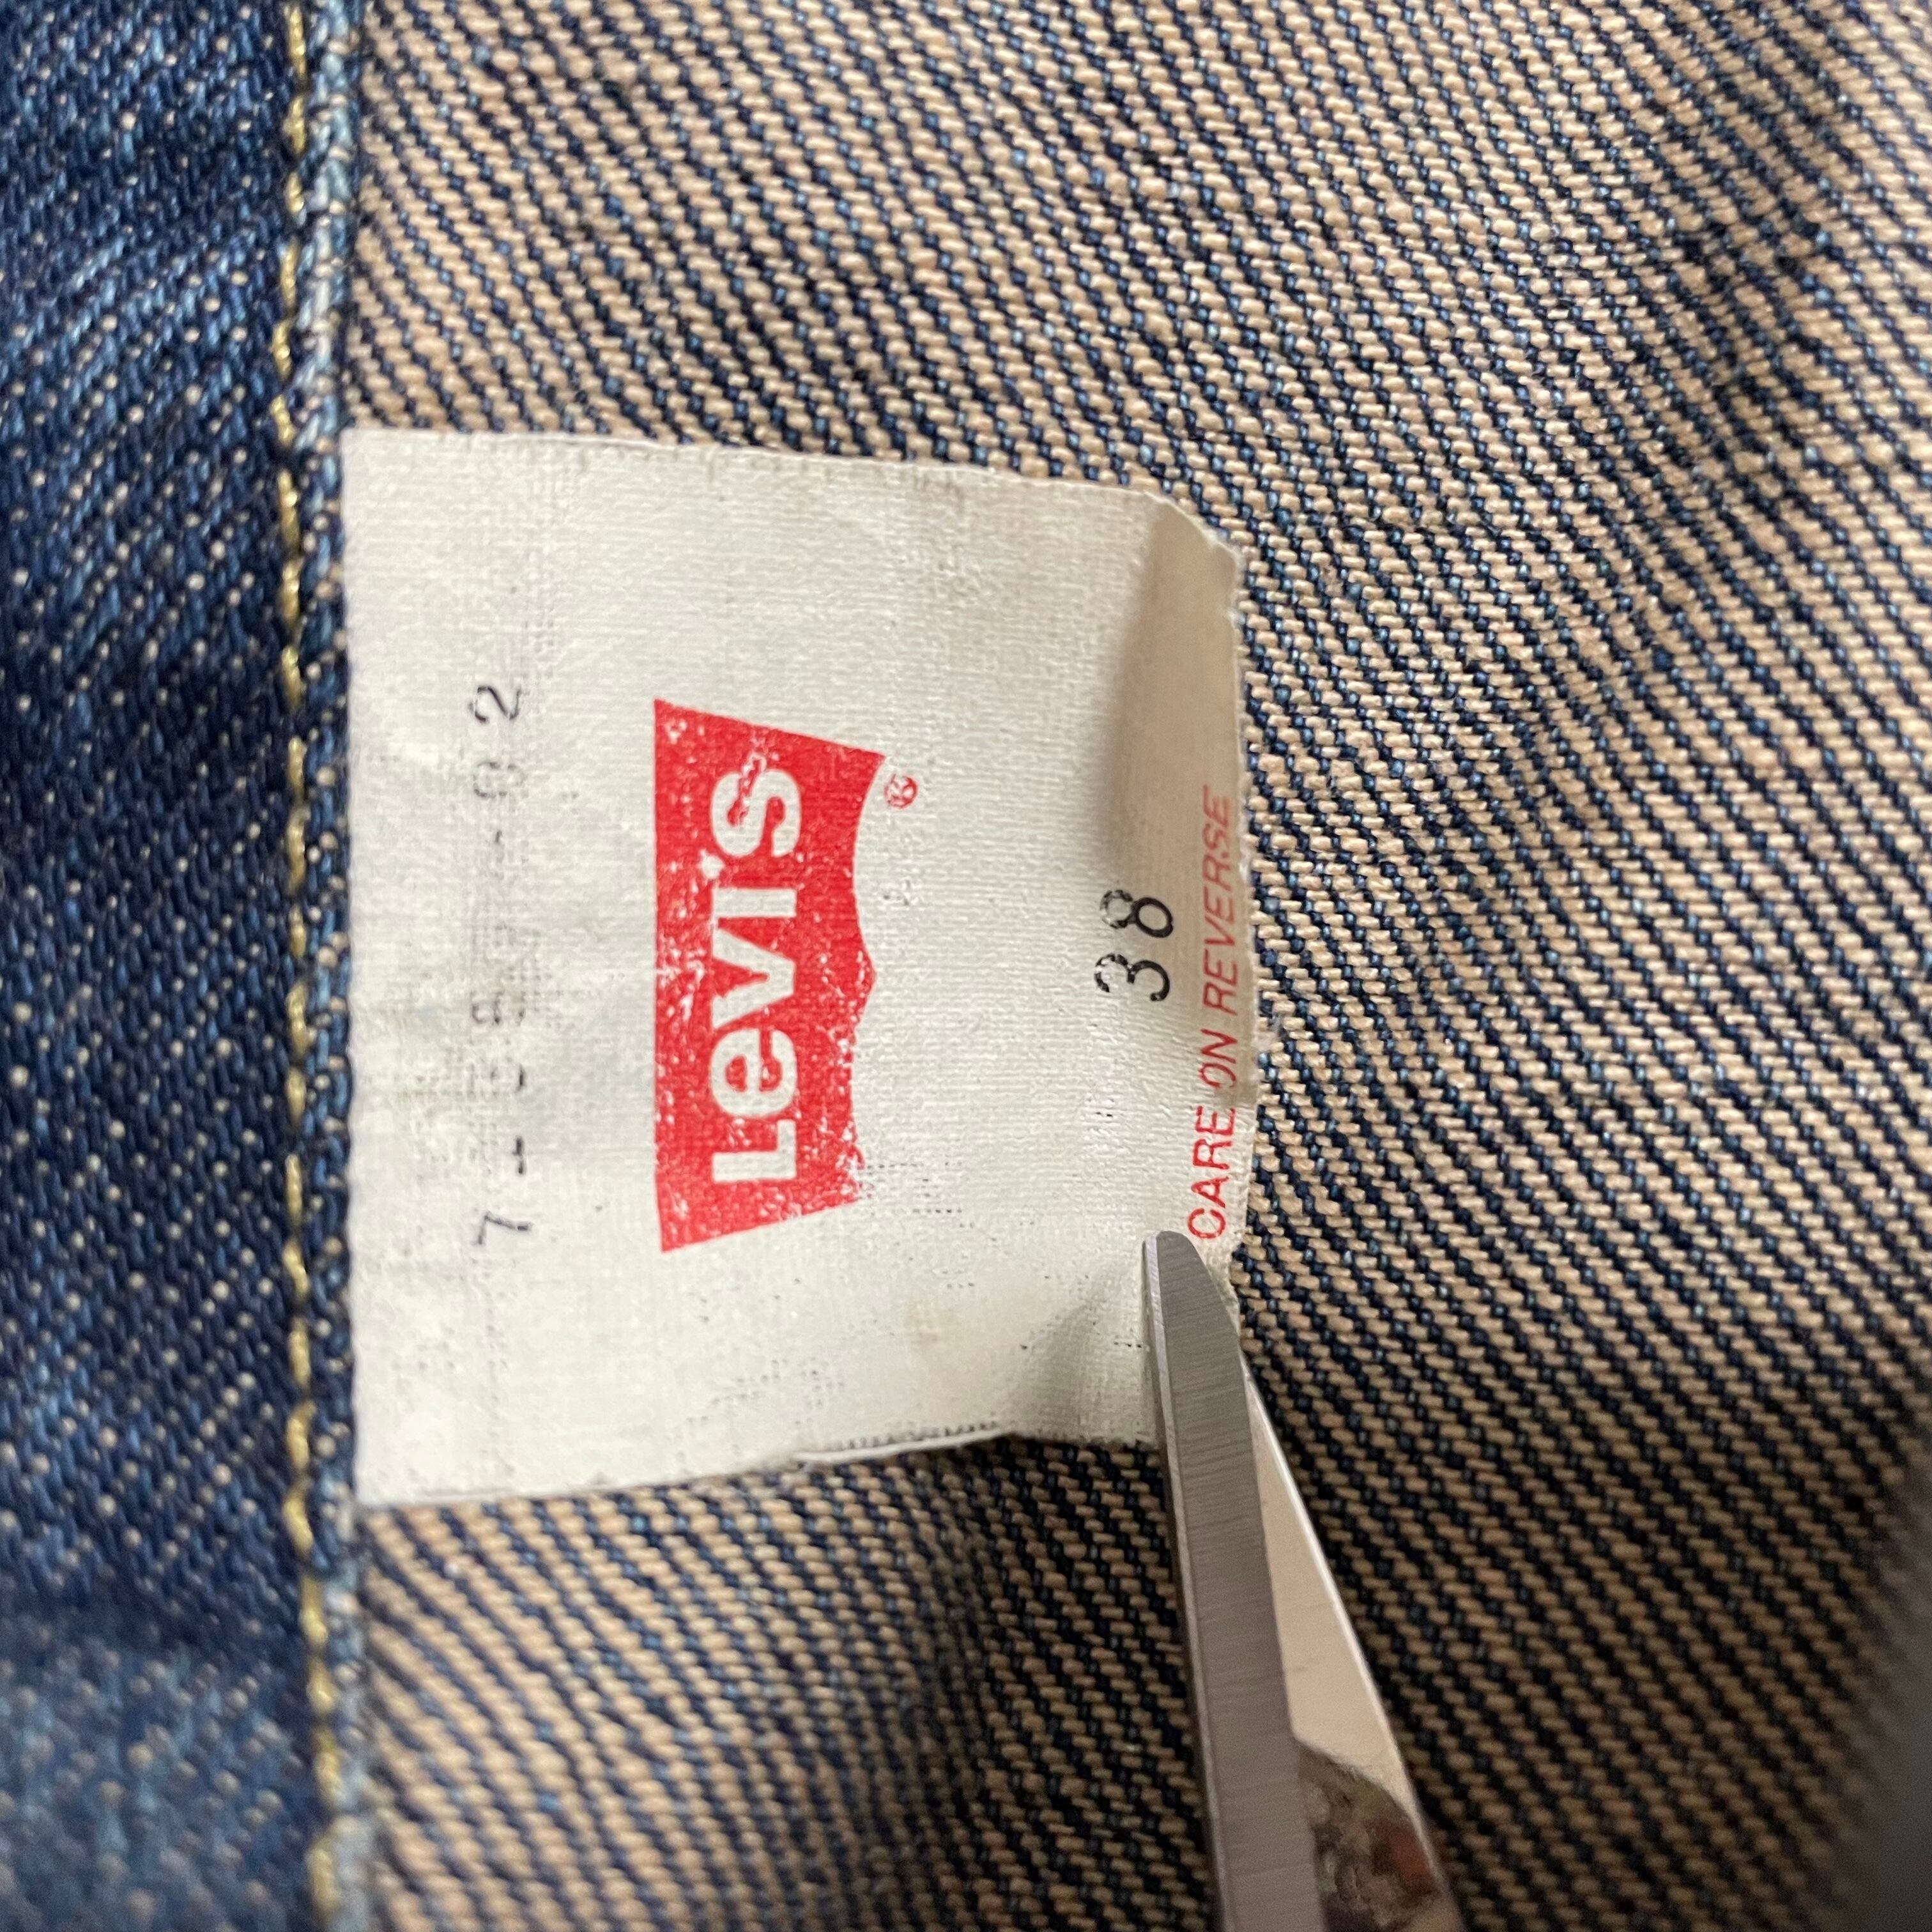 Levi's
®
38
CARE ON REVERSE